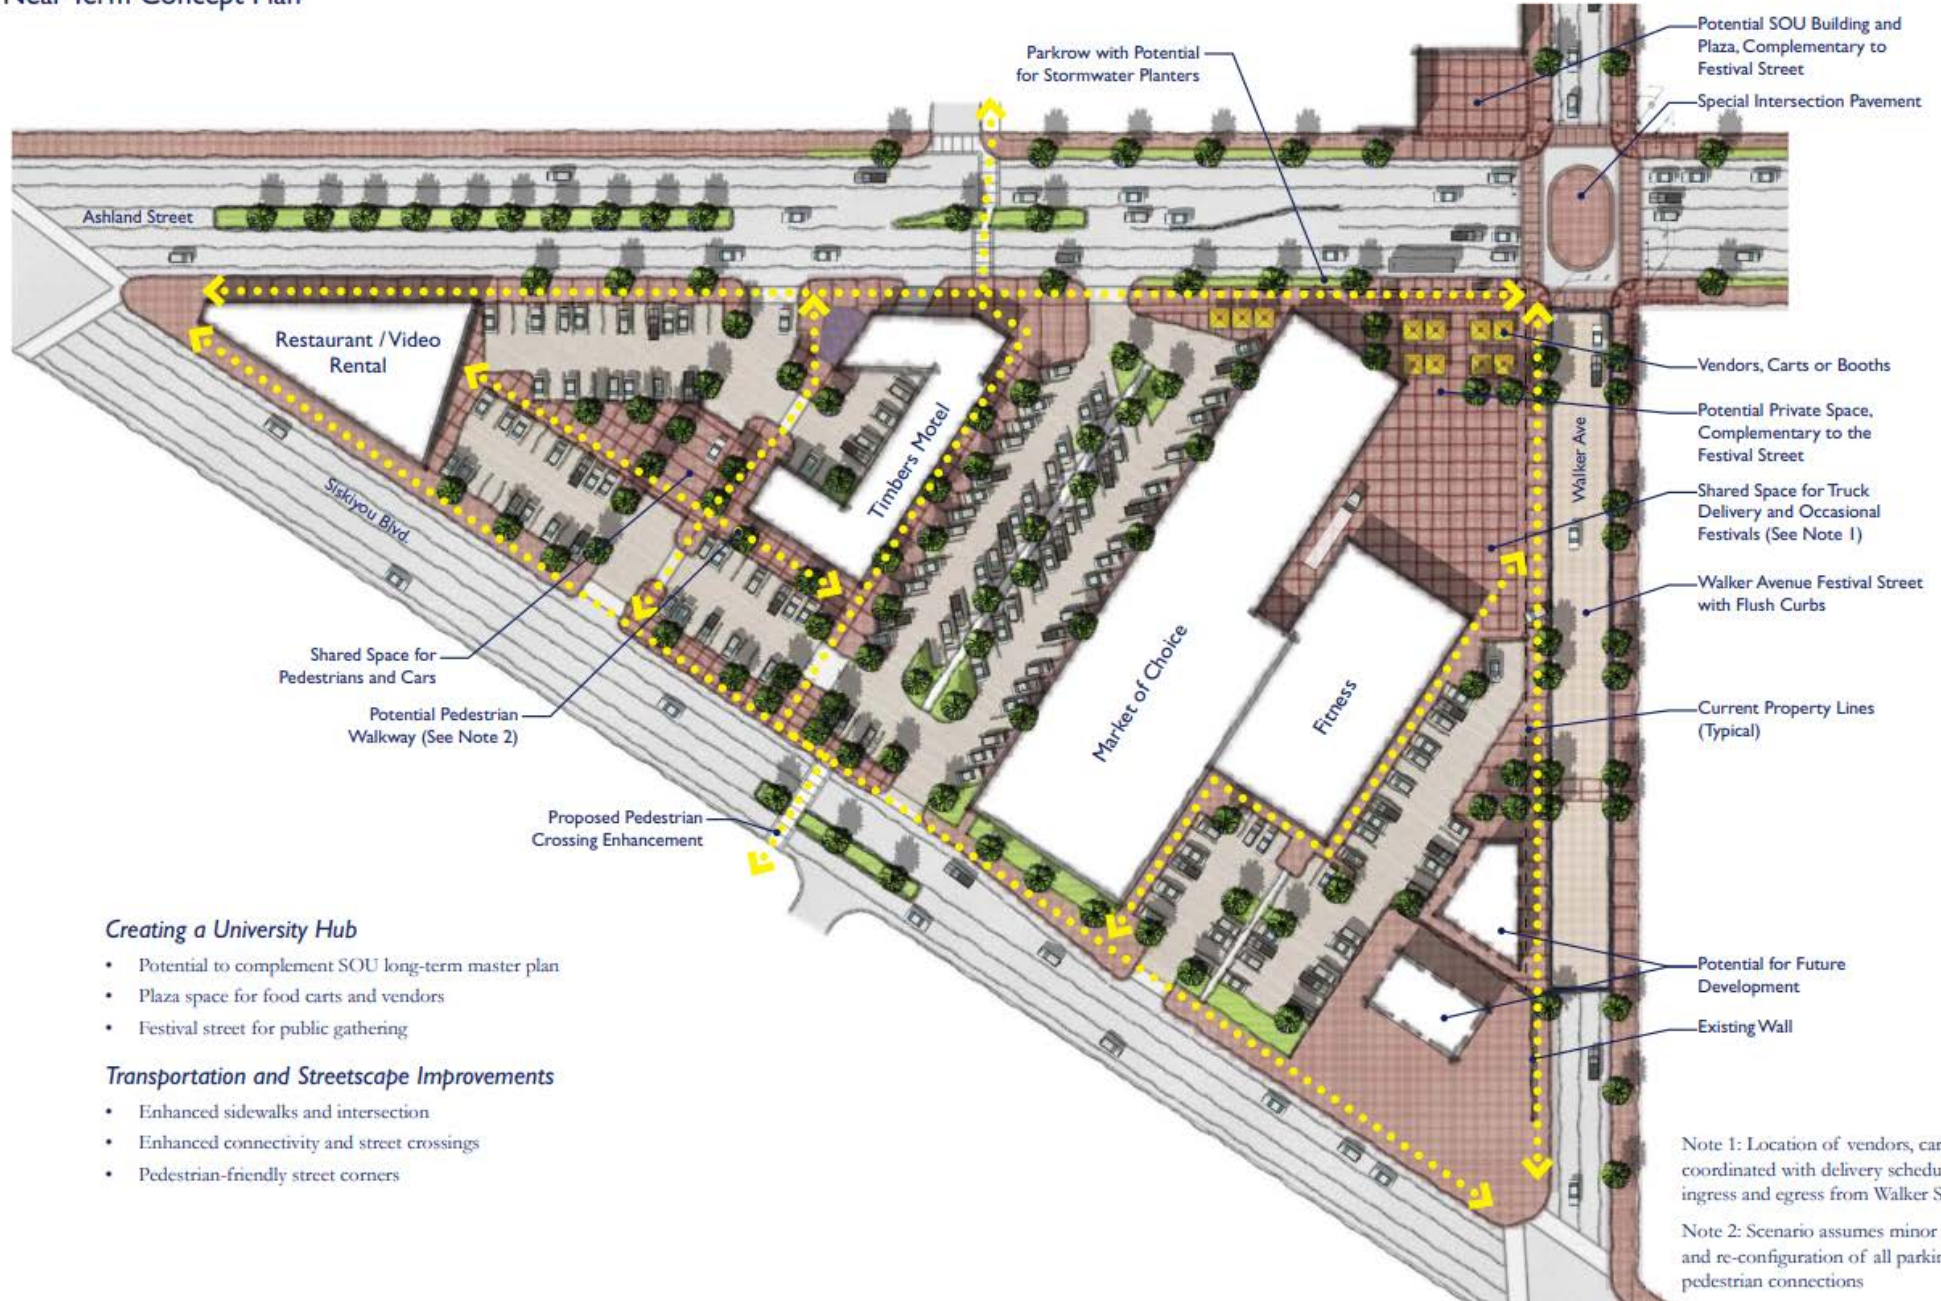 Near-Term Concept Plan
Parkrow with Potential
for Stormwater Planters
Potential SOU Building and
Plaza, Complementary to
Festival Street
Special Intersection Pavement
Ashland Street
Restaurant / Video
Rental
Timbers Motel
Siskiyou Blvd.
Market of Choice
Fitness
Walker Ave
Vendors, Carts or Booths
Potential Private Space,
Complementary to the
Festival Street
Shared Space for Truck
Delivery and Occasional
Festivals (See Note 1)
Walker Avenue Festival Street
with Flush Curbs
Shared Space for
Pedestrians and Cars
Potential Pedestrian
Walkway (See Note 2)
Current Property Lines
(Typical)
Proposed Pedestrian
Crossing Enhancement
Potential for Future
Development
Existing Wall
Creating a University Hub
• Potential to complement SOU long-term master plan
• Plaza space for food carts and vendors
• Festival street for public gathering
Transportation and Streetscape Improvements
• Enhanced sidewalks and intersection
• Enhanced connectivity and street crossings
• Pedestrian-friendly street corners
Note 1: Location of vendors,
coordinated with delivery
ingress and egress from Walker
Note 2: Scenario assumes minor
and re-configuration of all
pedestrian connections